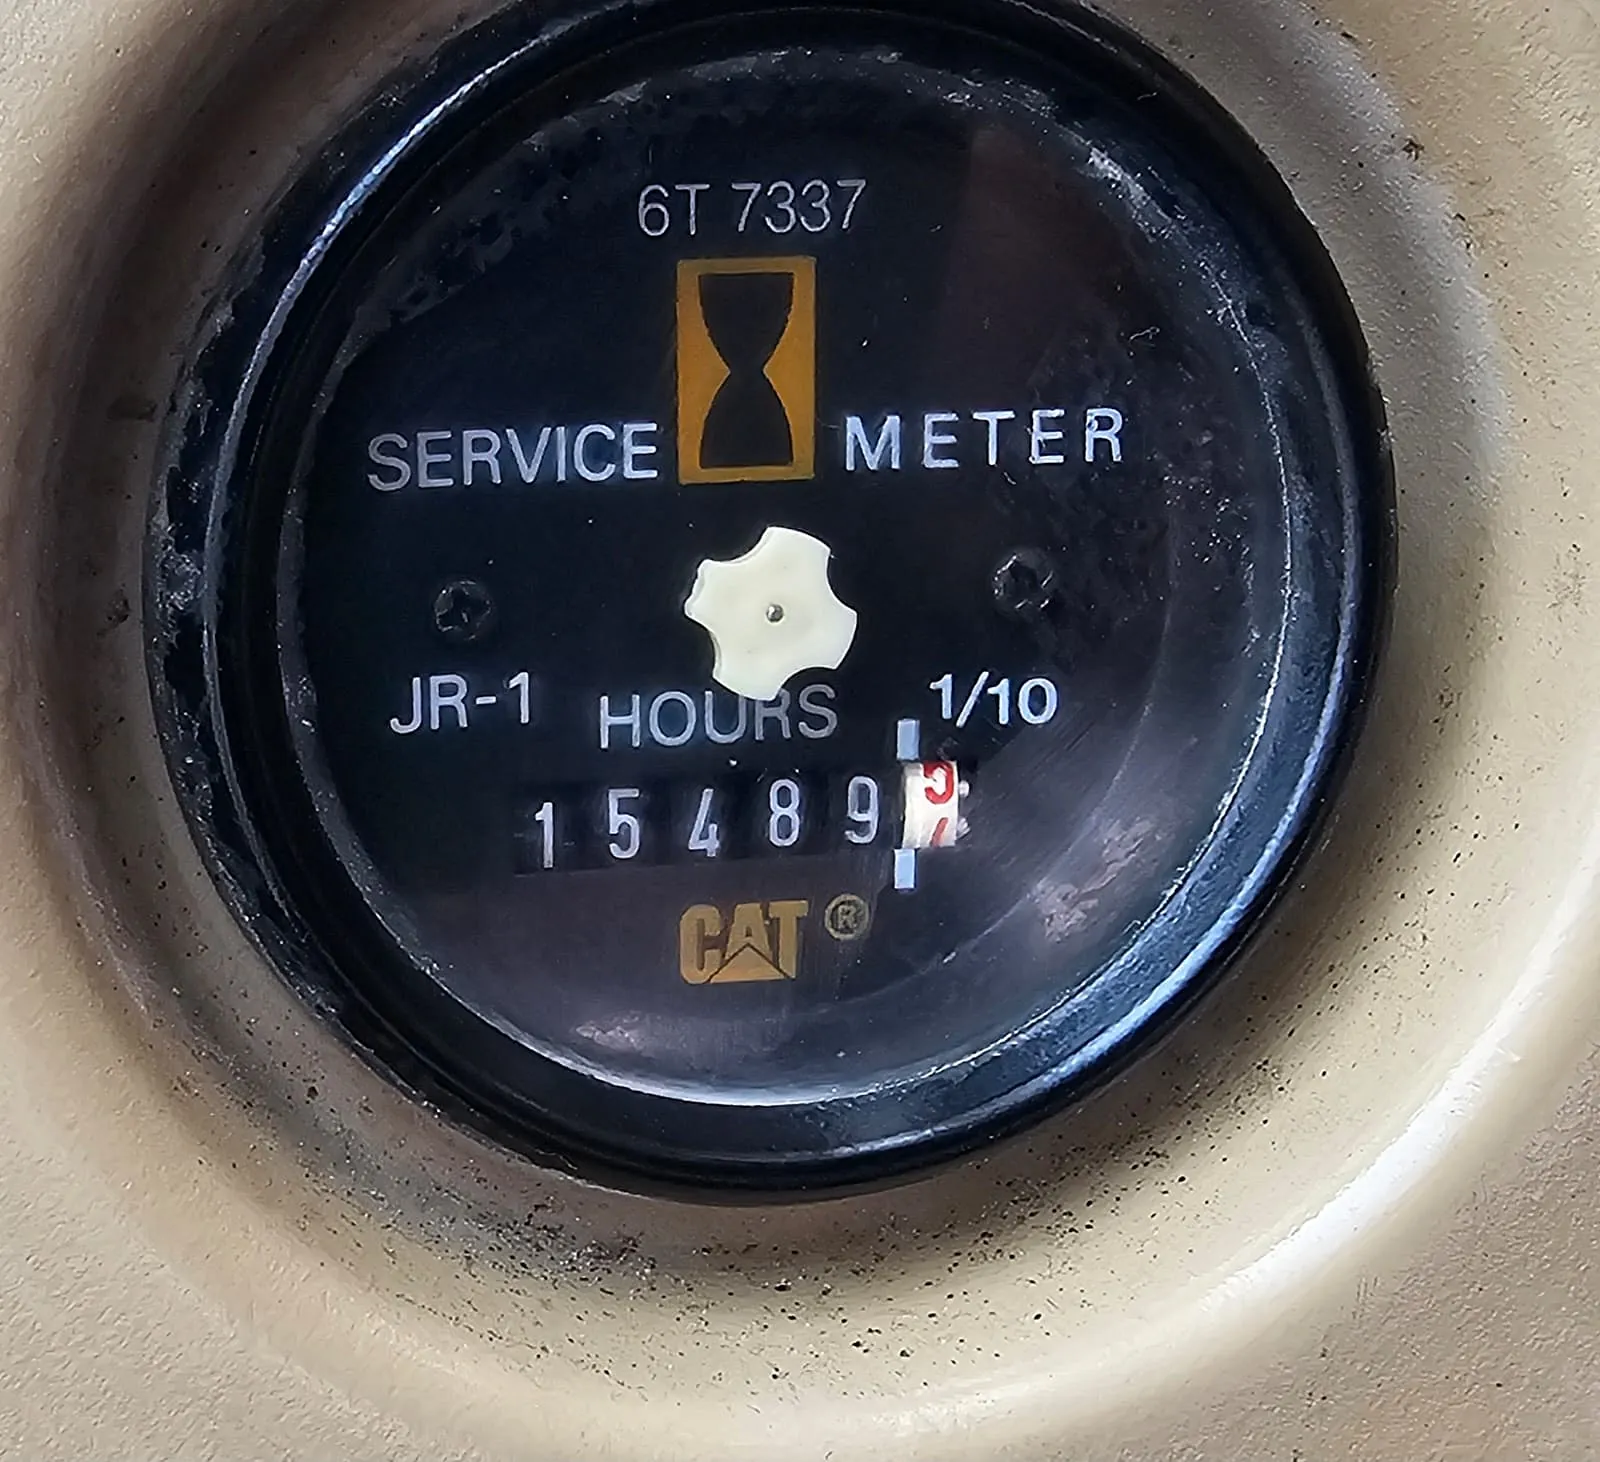 6T 7337
SERVICE METER
JR-1 HOURS 1/10
15489
CAT ®